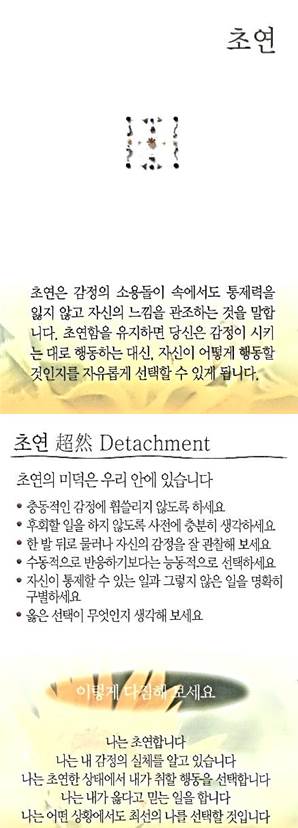 초연
초연은 감정의 소용돌이 속에서도 통제력을
잃지 않고 자신의 느낌을 관조하는 것을 말합
니다. 초연함을 유지하면 당신은 감정이 시키
는 대로 행동하는 대신, 자신이 어떻게 행동할
것인지를 자유롭게 선택할 수 있게 됩니다.
초연 超然 Detachment
초연의 미덕은 우리 안에 있습니다
• 충동적인 감정에 휩쓸리지 않도록 하세요
• 후회할 일을 하지 않도록 사전에 충분히 생각하세요
• 한 발 뒤로 물러나 자신의 감정을 잘 관찰해 보세요
• 수동적으로 반응하기보다는 능동적으로 선택하세요
• 자신이 통제할 수 있는 일과 그렇지 않은 일을 명확히
구별하세요
• 옳은 선택이 무엇인지 생각해 보세요
이렇게 다짐해 보세요
나는 초연합니다
나는 내 감정의 실체를 알고 있습니다
나는 초연한 상태에서 내가 취할 행동을 선택합니다
나는 내가 옳다고 믿는 일을 합니다
나는 어떤 상황에서도 최선의 나를 선택할 것입니다